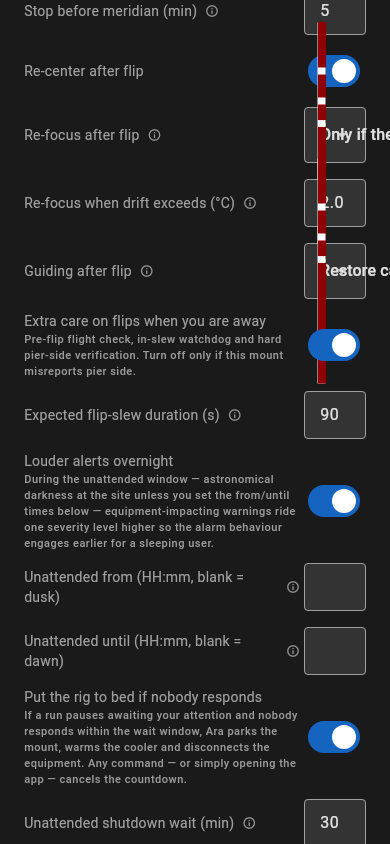 Stop before meridian (min)
5
Re-center after flip
Re-focus after flip
Only if the
Re-focus when drift exceeds (°C)
2.0
Guiding after flip
Restore
Extra care on flips when you are away
Pre-flip flight check, in-slew watchdog and hard
pier-side verification. Turn off only if this mount
misreports pier side.
Expected flip-slew duration (s)
90
Louder alerts overnight
During the unattended window — astronomical
darkness at the site unless you set the from/until
times below — equipment-impacting warnings ride
one severity level higher so the alarm behaviour
engages earlier for a sleeping user.
Unattended from (HH:mm, blank =
dusk)
Unattended until (HH:mm, blank =
dawn)
Put the rig to bed if nobody responds
If a run pauses awaiting your attention and nobody
responds within the wait window, Ara parks the
mount, warms the cooler and disconnects the
equipment. Any command — or simply opening the
app — cancels the countdown.
Unattended shutdown wait (min)
30